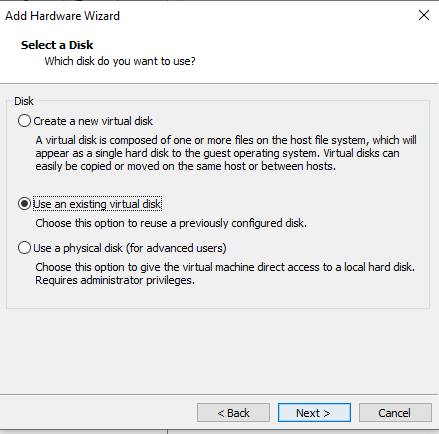 Add Hardware Wizard
Select a Disk
Which disk do you want to use?
Disk
Create a new virtual disk
A virtual disk is composed of one or more files on the host file system, which will
appear as a single hard disk to the guest operating system. Virtual disks can
easily be copied or moved on the same host or between hosts.
Use an existing virtual disk
Choose this option to reuse a previously configured disk.
Use a physical disk (for advanced users)
Choose this option to give the virtual machine direct access to a local hard disk.
Requires administrator privileges.
< Back Next > Cancel